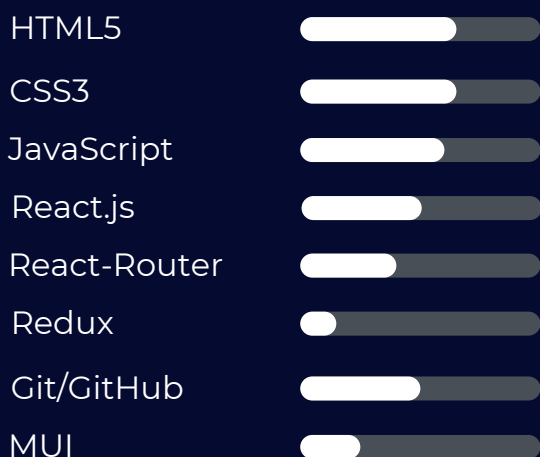 HTML5
CSS3
JavaScript
React.js
React-Router
Redux
Git/GitHub
MUI